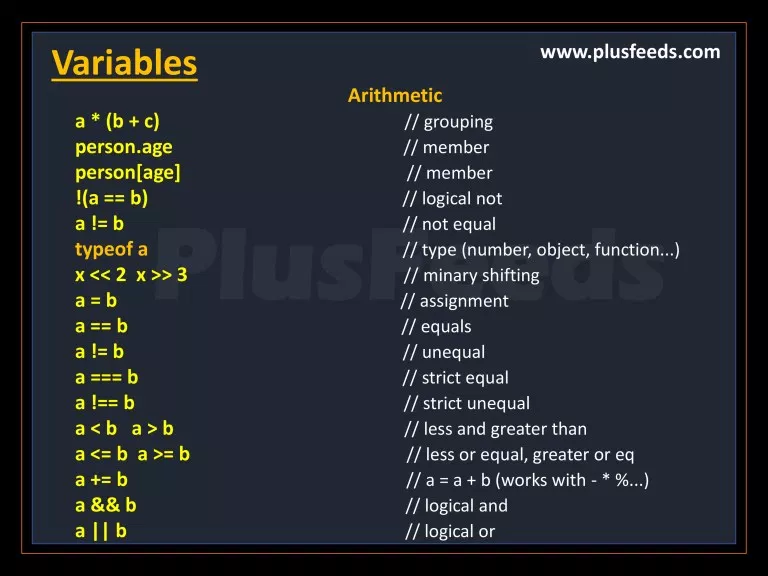 Variables
www.plusfeeds.com
Arithmetic
a * (b + c) // grouping
person.age // member
person[age] // member
!(a == b) // logical not
a != b // not equal
typeof a // type (number, object, function...)
x << 2 x >> 3 // minary shifting
a = b // assignment
a == b // equals
a != b // unequal
a === b // strict equal
a !== b // strict unequal
a < b a > b // less and greater than
a <= b a >= b // less or equal, greater or eq
a += b // a = a + b (works with - * %...)
a && b // logical and
a || b // logical or
PlusFeeds